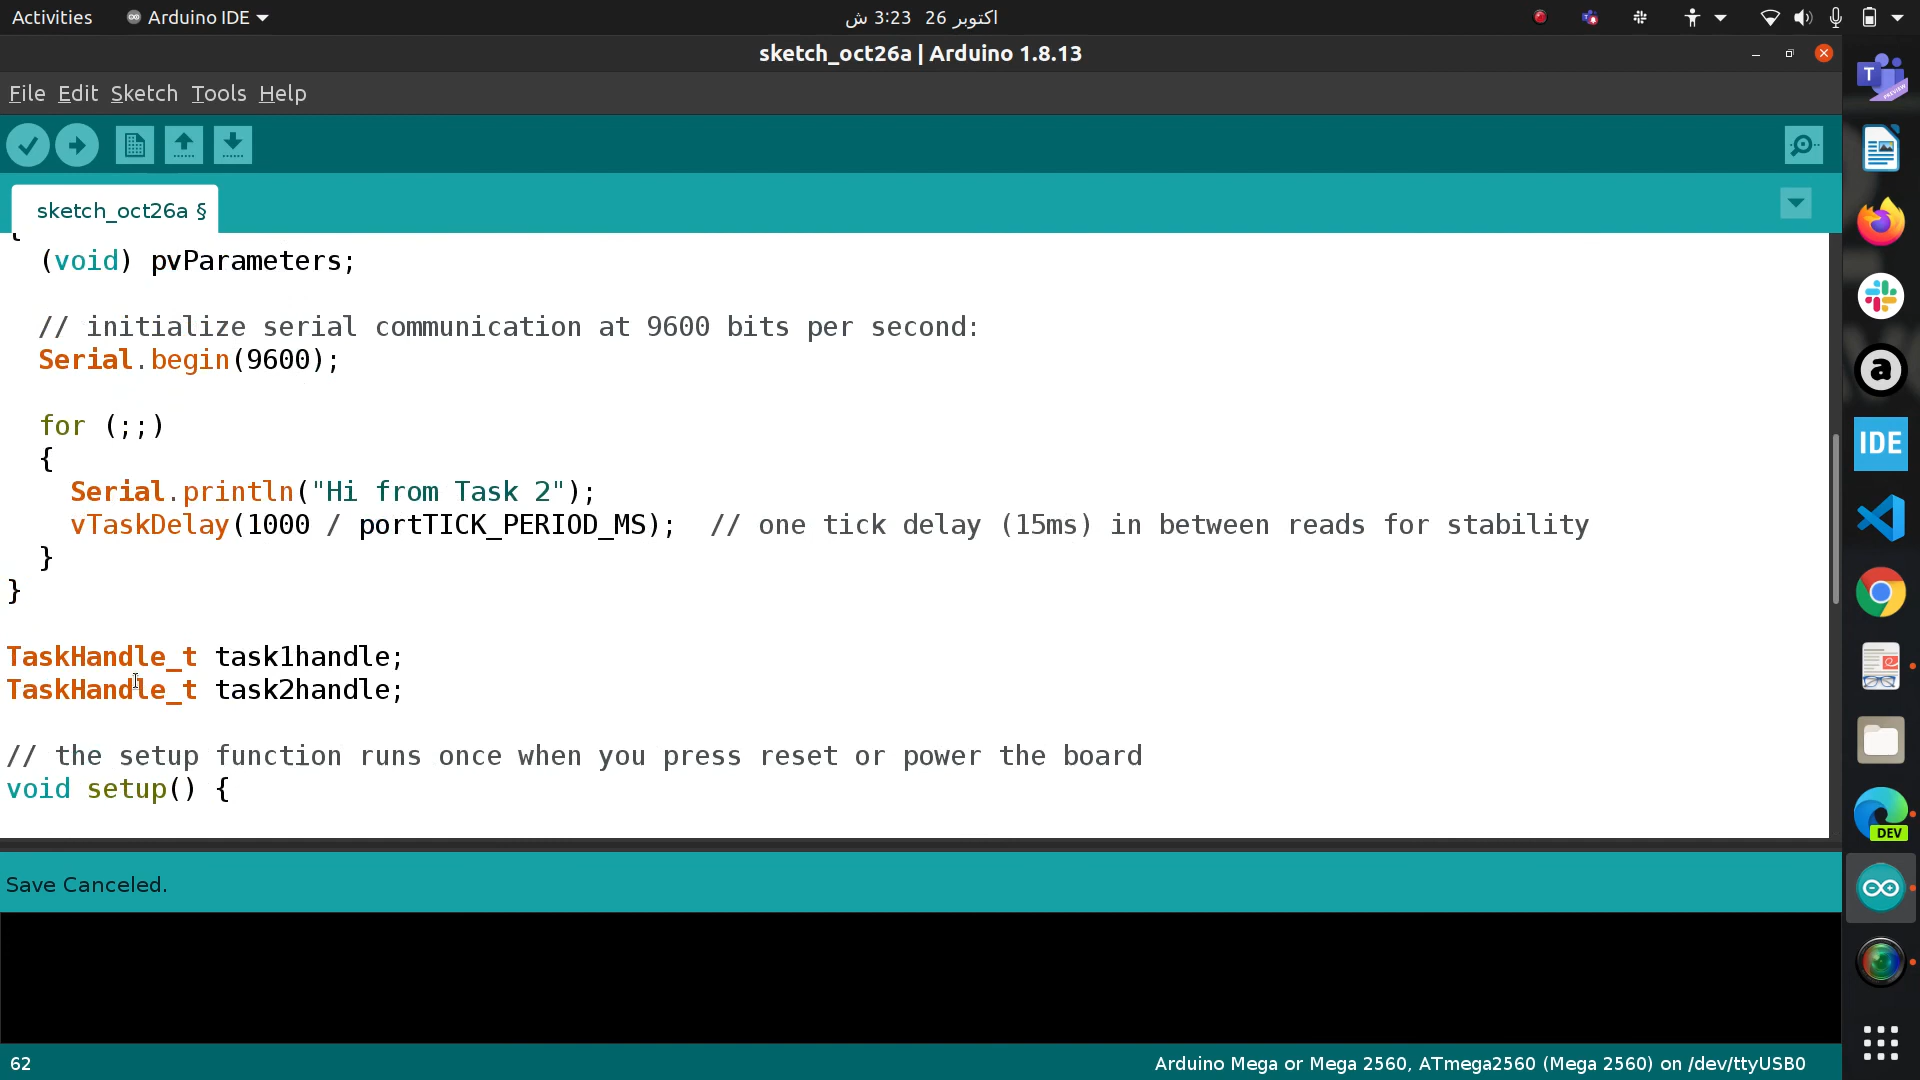 Activities
Arduino IDE
اکتوبر 26 3:23 ش
sketch_oct26a | Arduino 1.8.13
File Edit Sketch Tools Help
sketch_oct26a §
{
(void) pvParameters;
// initialize serial communication at 9600 bits per second:
Serial.begin(9600);
for (;;)
{
Serial.println("Hi from Task 2");
vTaskDelay(1000 / portTICK_PERIOD_MS);  // one tick delay (15ms) in between reads for stability
}
}
TaskHandle_t task1handle;
TaskHandle_t task2handle;
// the setup function runs once when you press reset or power the board
void setup() {
Save Canceled.
62
Arduino Mega or Mega 2560, ATmega2560 (Mega 2560) on /dev/ttyUSB0
T
PREVIEW
a
IDE
DEV